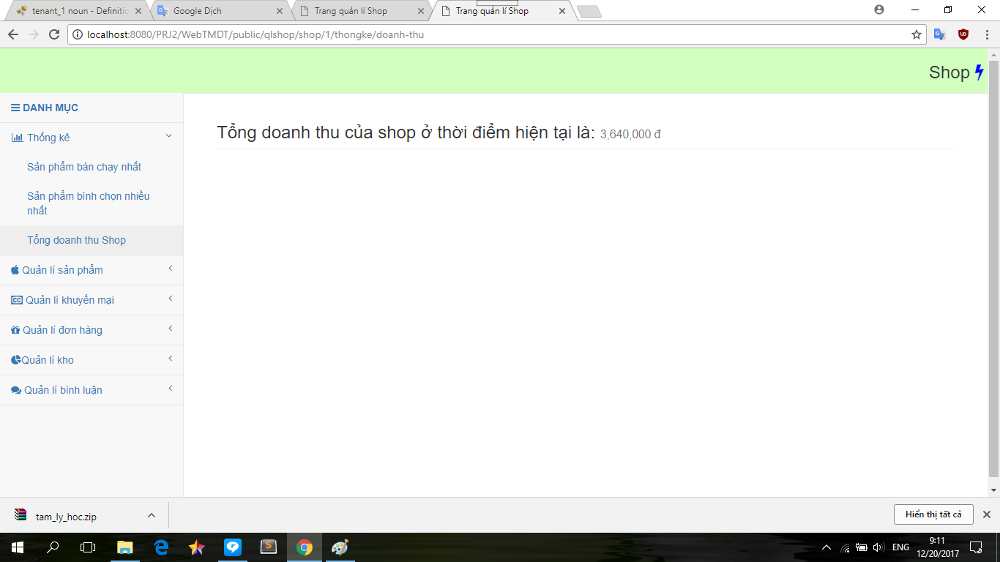 tenant_1 noun - Definitio
Google Dịch
Trang quản lí Shop
Trang quản lí Shop
localhost:8080/PRJ2/WebTMDT/public/qlshop/shop/1/thongke/doanh-thu
Shop
DANH MỤC
Thống kê
Sản phẩm bán chạy nhất
Sản phẩm bình chọn nhiều
nhất
Tổng doanh thu Shop
Quản lí sản phẩm
Quản lí khuyến mại
Quản lí đơn hàng
Quản lí kho
Quản lí bình luận
Tổng doanh thu của shop ở thời điểm hiện tại là: 3,640,000 đ
tam_ly_hoc.zip
Hiển thị tất cả
ENG
9:11
12/20/2017